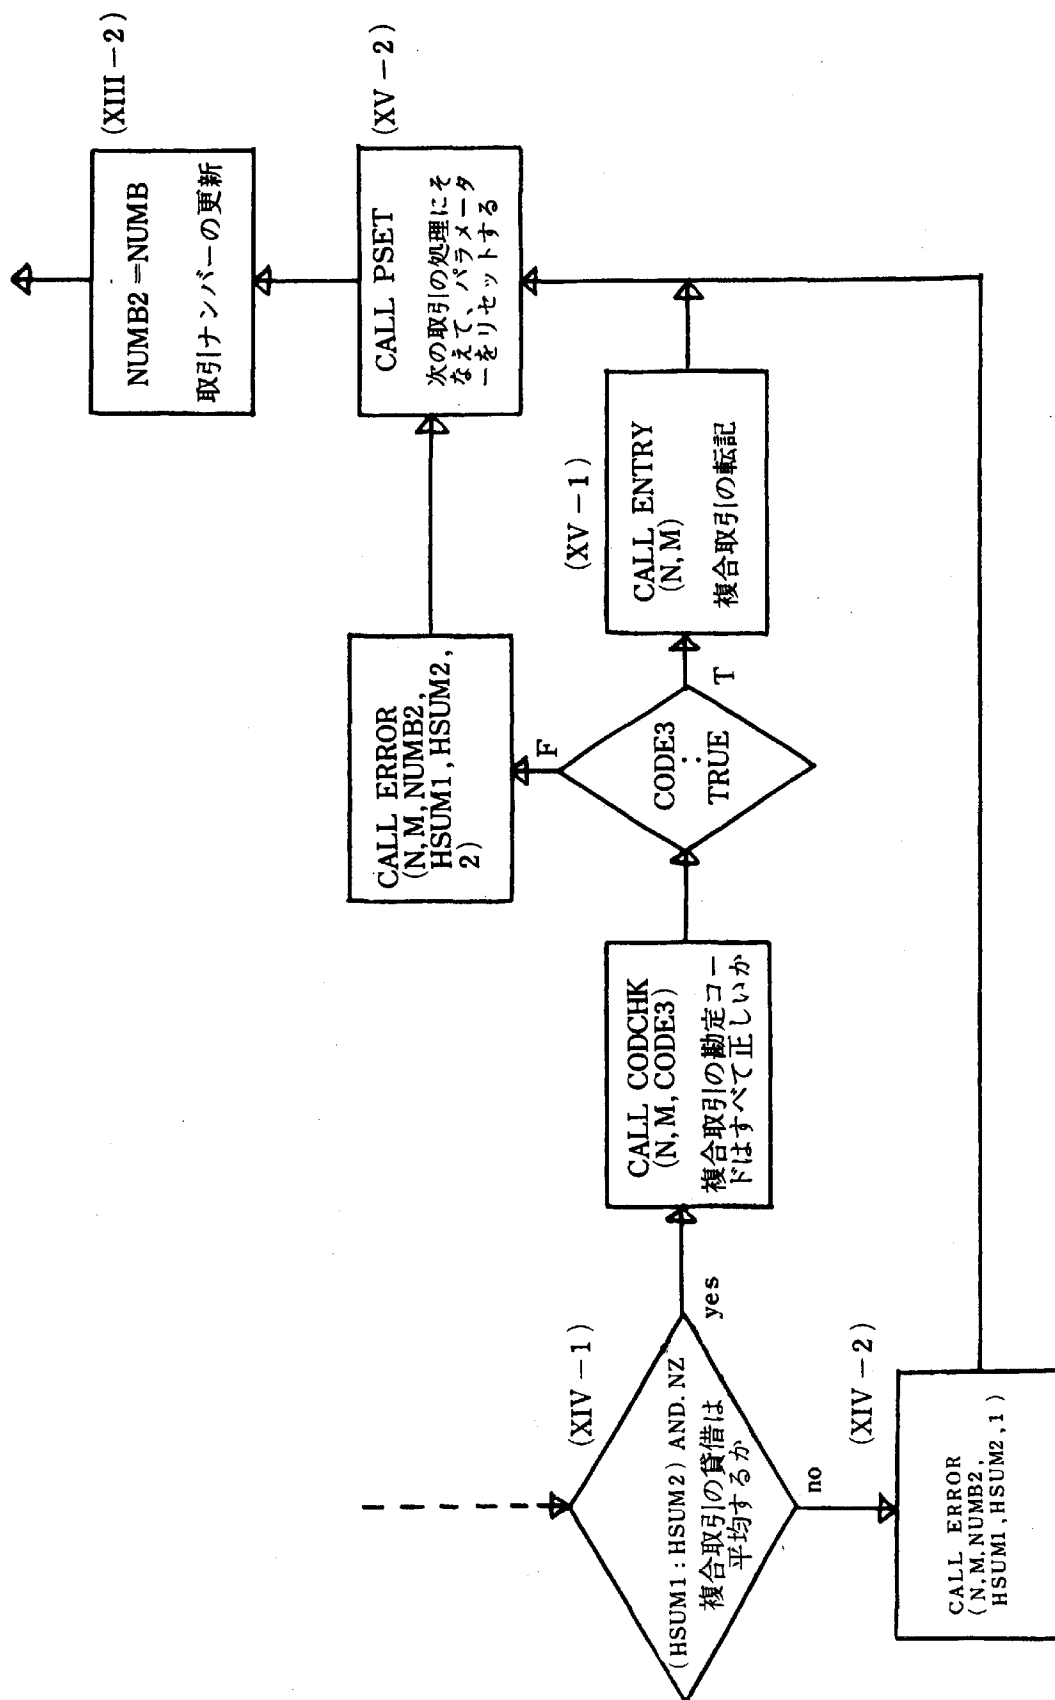 (XIV－1)
(HSUM1 : HSUM2) AND. NZ
複合取引の貸借は
平均するか
yes
no
(XIV－2)
CALL ERROR
(N,M,NUMB2,
HSUM1,HSUM2,1)
CALL CODCHK
(N,M,CODE3)
複合取引の勘定コー
ドはすべて正しいか
CODE3
:
TRUE
F
T
CALL ERROR
(N,M,NUMB2,
HSUM1,HSUM2,
2)
(XV－1)
CALL ENTRY
(N,M)
複合取引の転記
(XV－2)
CALL PSET
次の取引の処理にそ
なえて、パラメータ
ーをリセットする
(XIII－2)
NUMB2＝NUMB
取引ナンバーの更新